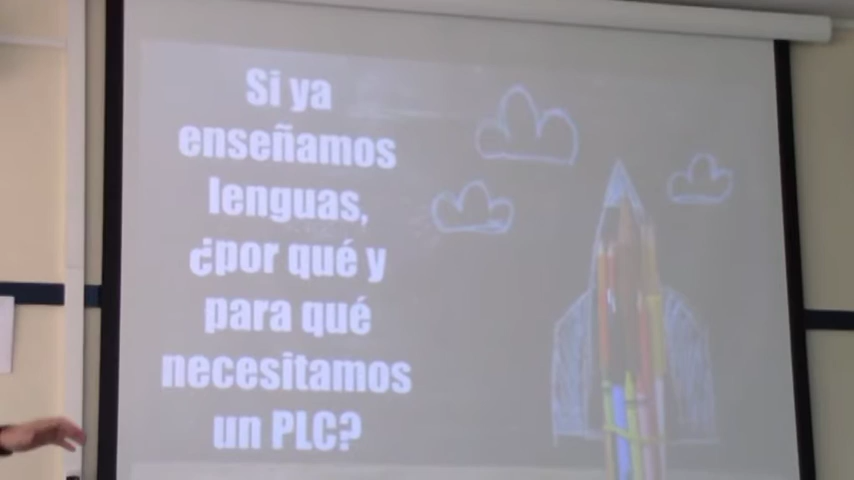 Si ya
enseñamos
lenguas,
¿por qué y
para qué
necesitamos
un PLC?